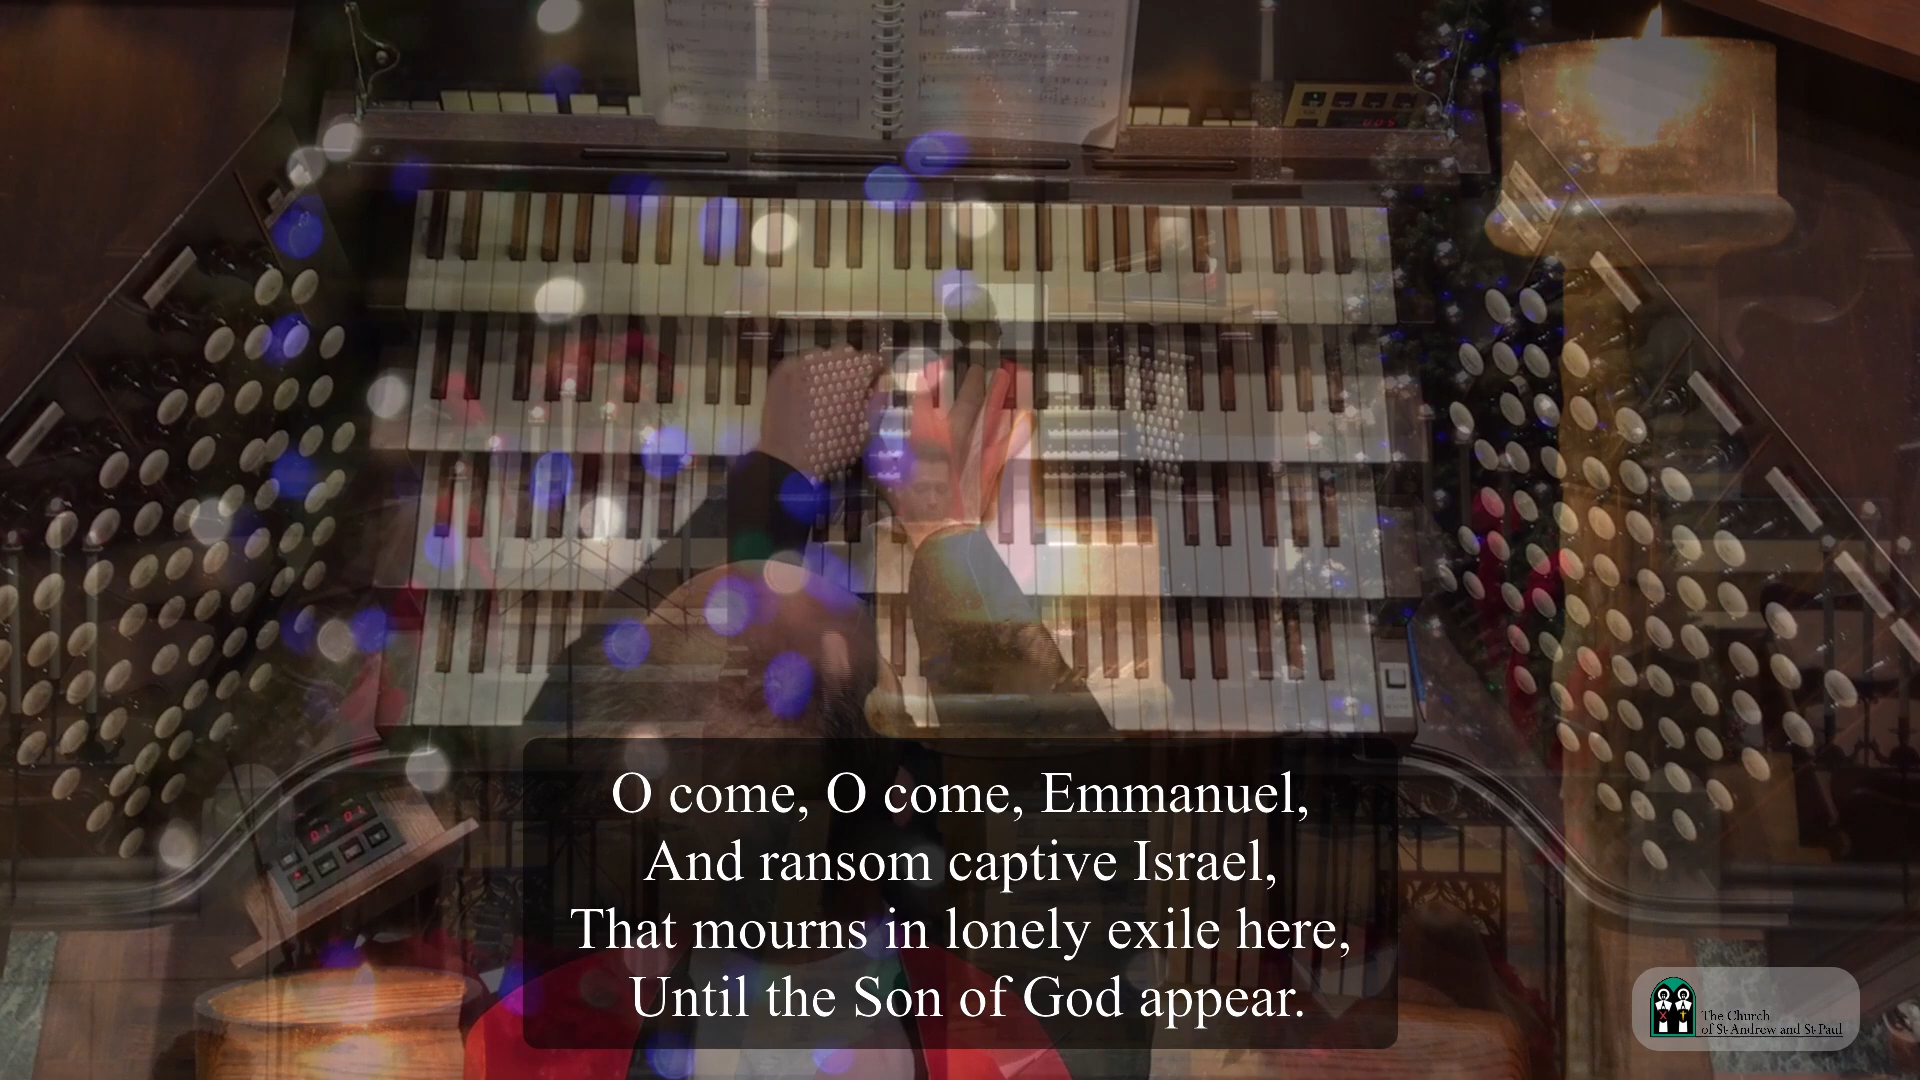 O come, O come, Emmanuel,
And ransom captive Israel,
That mourns in lonely exile here,
Until the Son of God appear.
The Church
of St Andrew and St Paul